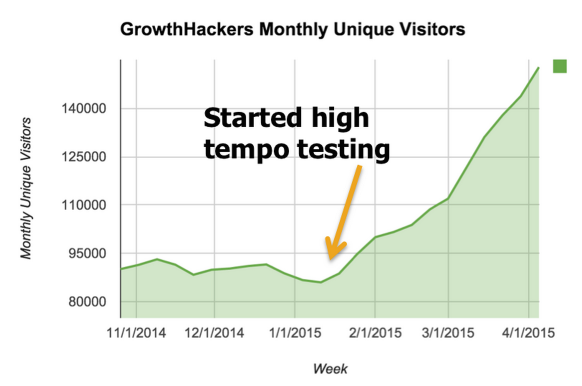 GrowthHackers Monthly Unique Visitors
Started high
tempo testing
Monthly Unique Visitors
140000
125000
110000
95000
80000
11/1/2014
12/1/2014
1/1/2015
2/1/2015
3/1/2015
4/1/2015
Week